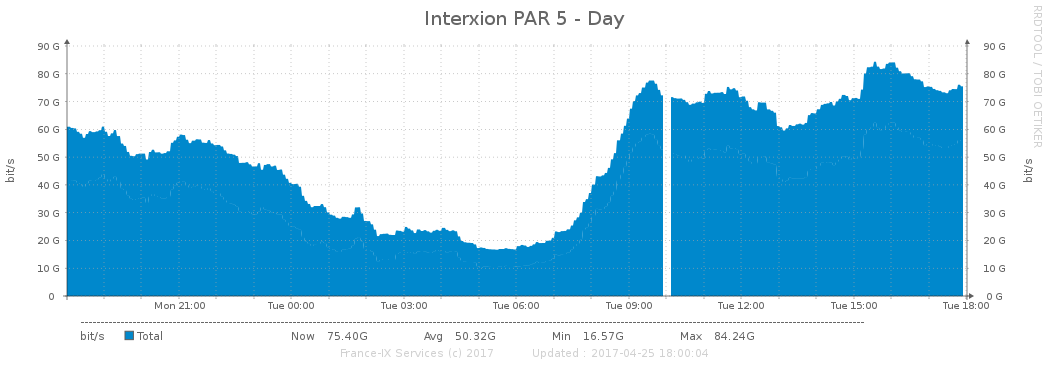 Interxion PAR 5 - Day
RRDTOOL / TOBI OETIKER
90 G 90 G
80 G 80 G
70 G 70 G
60 G 60 G
50 G 50 G
40 G 40 G
30 G 30 G
20 G 20 G
10 G 10 G
0 0 G
bit/s bit/s
Mon 21:00 Tue 00:00 Tue 03:00 Tue 06:00 Tue 09:00 Tue 12:00 Tue 15:00 Tue 18:00
bit/s Total Now 75.40G Avg 50.32G Min 16.57G Max 84.24G
France-IX Services (c) 2017 Updated : 2017-04-25 18:00:04